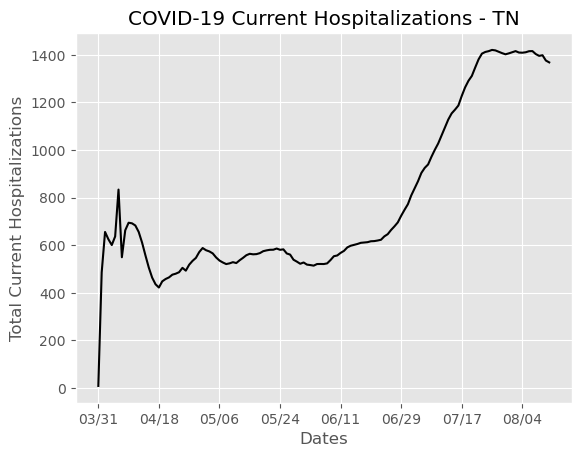 COVID-19 Current Hospitalizations - TN
Total Current Hospitalizations
1400
1200
1000
800
600
400
200
0
03/31 04/18 05/06 05/24 06/11 06/29 07/17 08/04
Dates